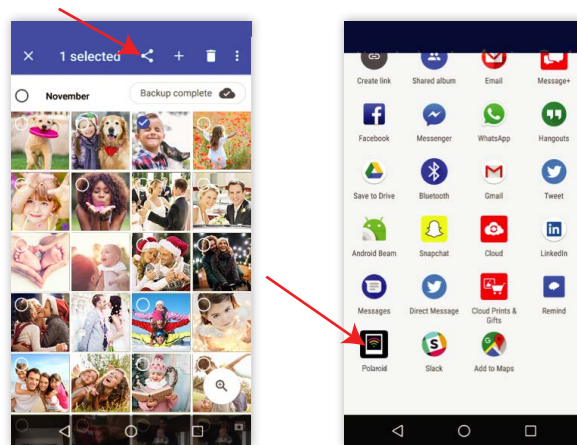 1 selected
November
Backup complete
Create link
Shared album
Email
Message+
Facebook
Messenger
WhatsApp
Hangouts
Save to Drive
Bluetooth
Gmail
Tweet
Android Beam
Snapchat
Cloud
LinkedIn
Messages
Direct Message
Cloud Prints &
Gifts
Remind
Polaroid
Slack
Add to Maps